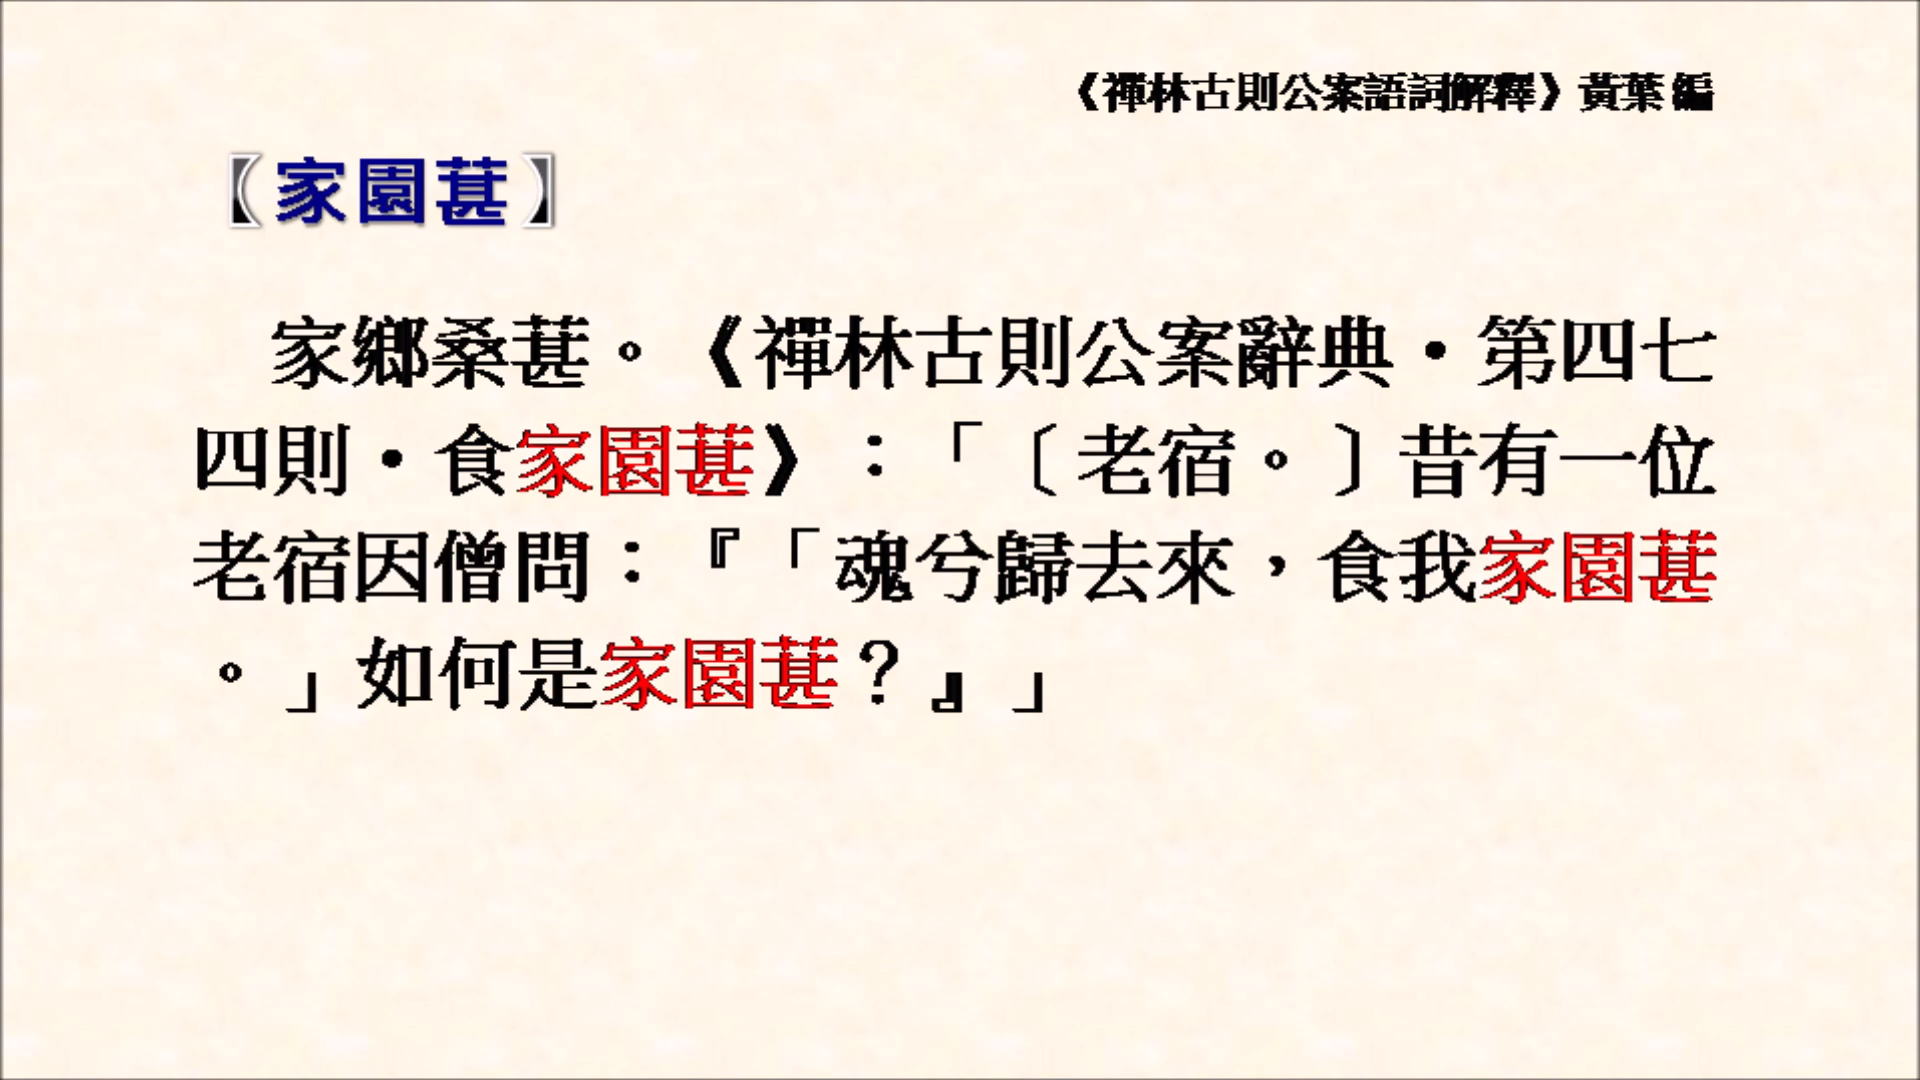 《禪林古則公案語詞解釋》黃葉編
〖家園葚〗
家鄉桑葚。《禪林古則公案辭典・第四七
四則・食家園葚》：「〔老宿。〕昔有一位
老宿因僧問：『「魂兮歸去來，食我家園葚
。」如何是家園葚？』」